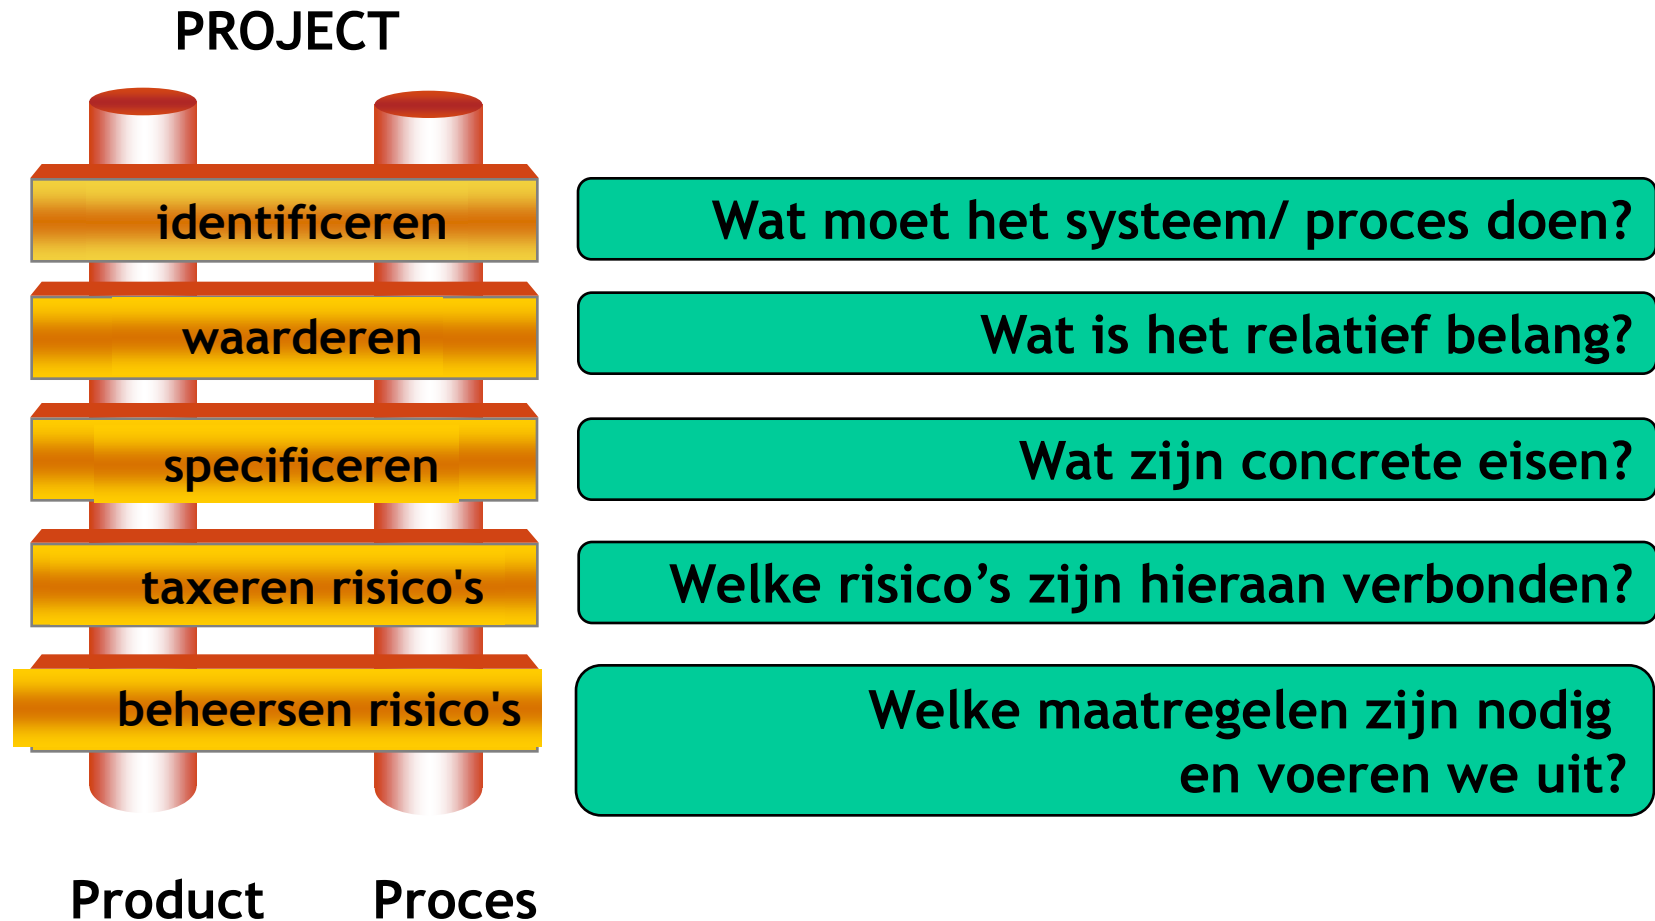 PROJECT
identificeren
Wat moet het systeem/ proces doen?
waarderen
Wat is het relatief belang?
specificeren
Wat zijn concrete eisen?
taxeren risico's
Welke risico’s zijn hieraan verbonden?
beheersen risico's
Welke maatregelen zijn nodig
en voeren we uit?
Product
Proces